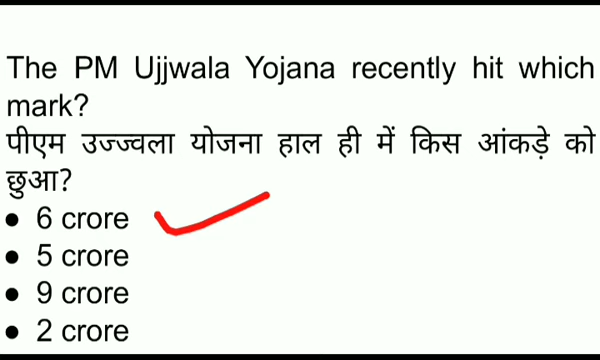 The PM Ujjwala Yojana recently hit which
mark?
पीएम उज्ज्वला योजना हाल ही में किस आंकड़े को
छुआ?
● 6 crore
● 5 crore
● 9 crore
● 2 crore